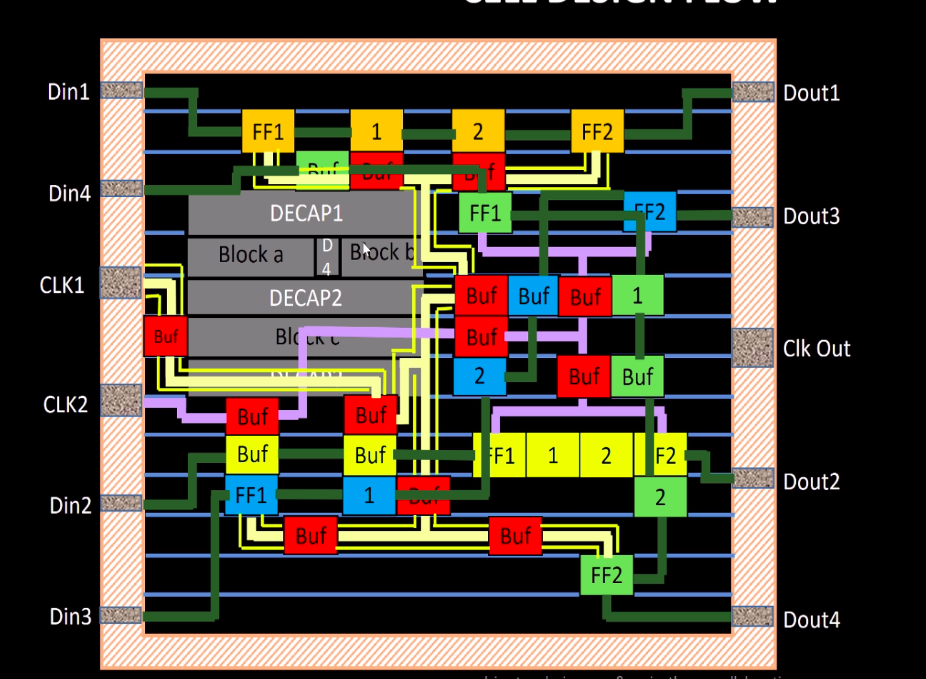 Din1
Dout1
FF1
1
2
FF2
Buf
Buf
Buf
Din4
DECAP1
FF1
FF2
Dout3
Block a
D
4
Block b
CLK1
DECAP2
Buf
Buf
Buf
1
Buf
Block c
Buf
Clk Out
2
Buf
Buf
CLK2
Buf
Buf
Buf
Buf
FF1
1
2
F2
Dout2
Din2
FF1
1
Buf
2
Buf
Buf
FF2
Din3
Dout4